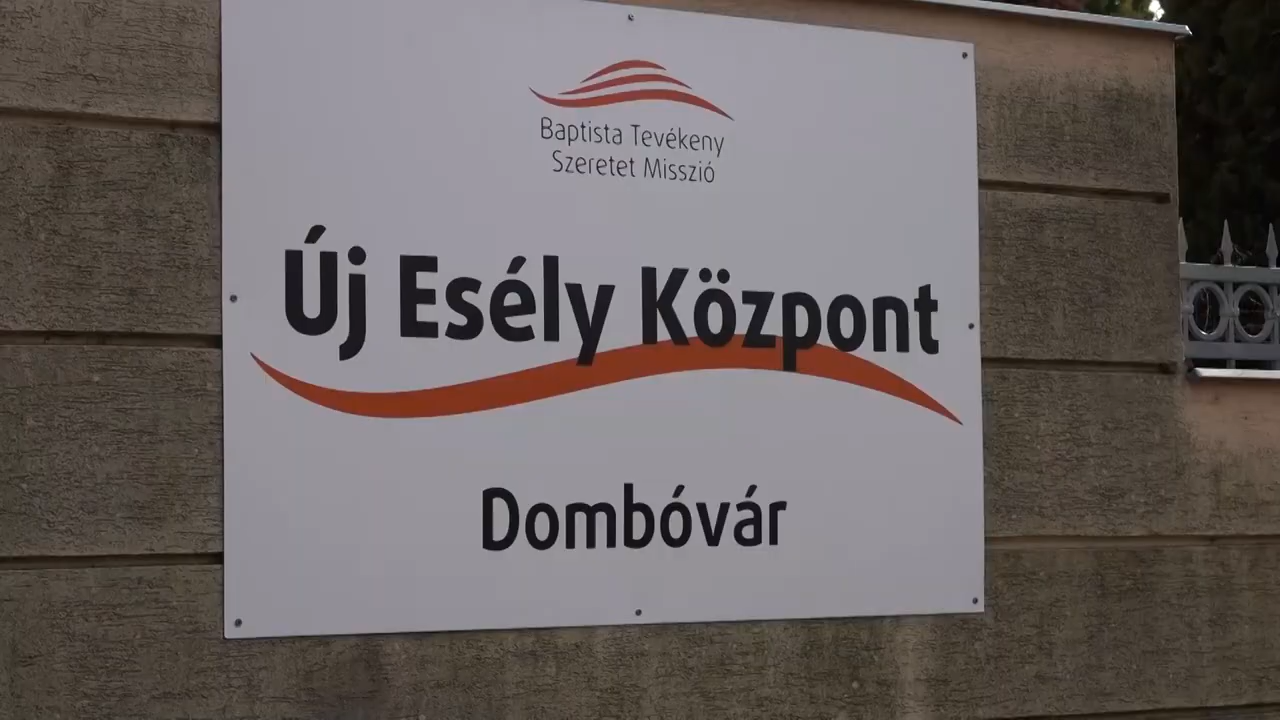 Baptista Tevékeny
Szeretet Misszió
Új Esély Központ
Dombóvár